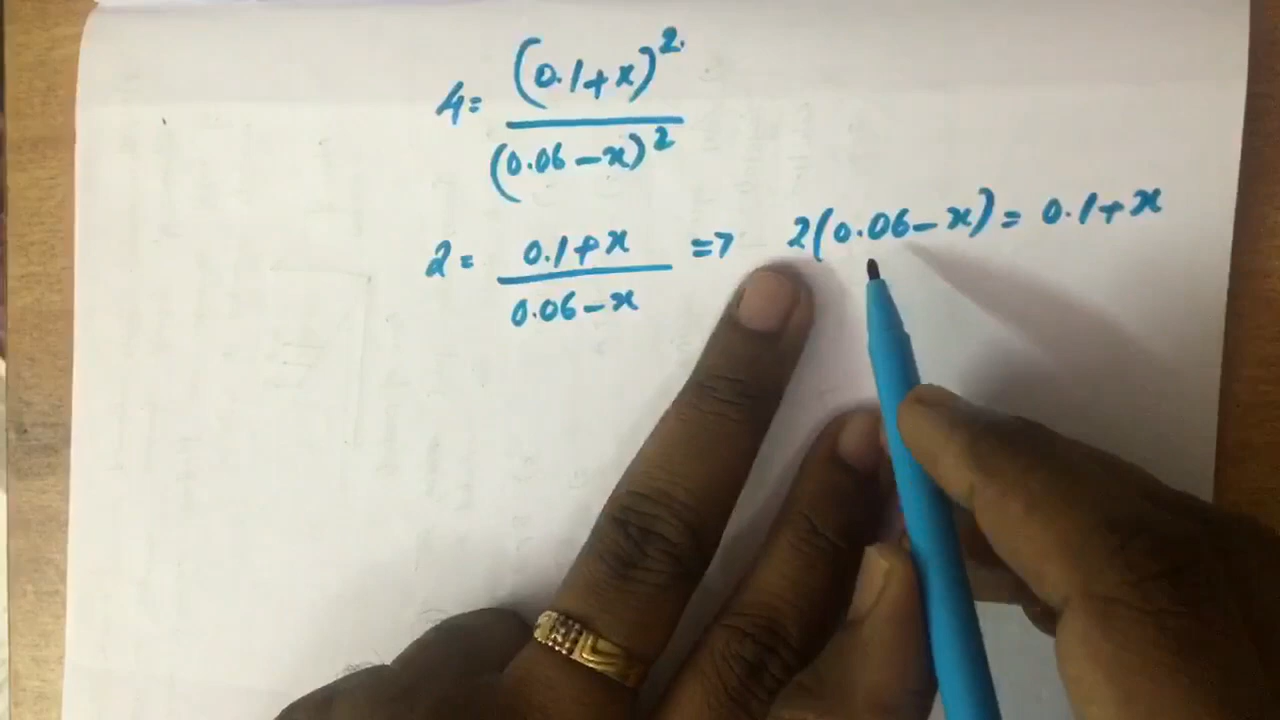 4 = (0.1+x)² / (0.06-x)²
2 = 0.1+x / 0.06-x => 2(0.06-x) = 0.1+x